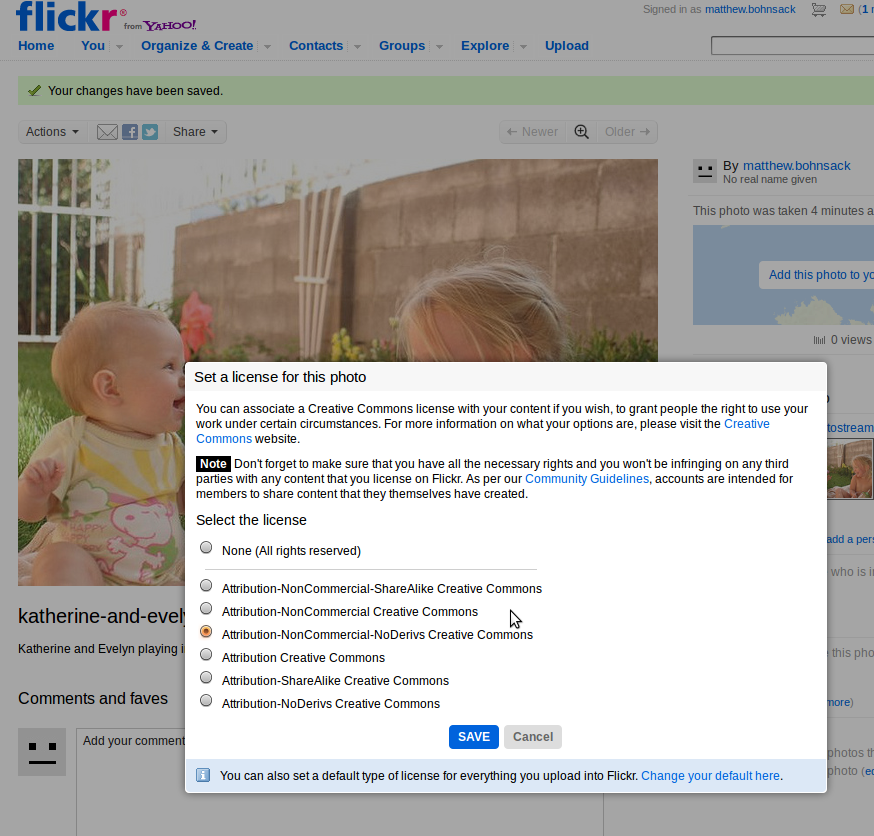 flickr® from YAHOO!
Signed in as matthew.bohnsack (1
Home You Organize & Create Contacts Groups Explore Upload
Your changes have been saved.
Actions Share
← Newer Older →
By matthew.bohnsack
No real name given
This photo was taken 4 minutes a
Add this photo to yo
0 views
Set a license for this photo
You can associate a Creative Commons license with your content if you wish, to grant people the right to use your
work under certain circumstances. For more information on what your options are, please visit the Creative
Commons website.
tostream
Note Don't forget to make sure that you have all the necessary rights and you won't be infringing on any third
parties with any content that you license on Flickr. As per our Community Guidelines, accounts are intended for
members to share content that they themselves have created.
Select the license
HAPPY
add a pers
None (All rights reserved)
who is in
Attribution-NonCommercial-ShareAlike Creative Commons
Attribution-NonCommercial Creative Commons
katherine-and-evely
Attribution-NonCommercial-NoDerivs Creative Commons
Katherine and Evelyn playing i
Attribution Creative Commons
this pho
Attribution-ShareAlike Creative Commons
Comments and faves
Attribution-NoDerivs Creative Commons
more)
SAVE Cancel
Add your comment
photos th
photo (ed
You can also set a default type of license for everything you upload into Flickr. Change your default here.